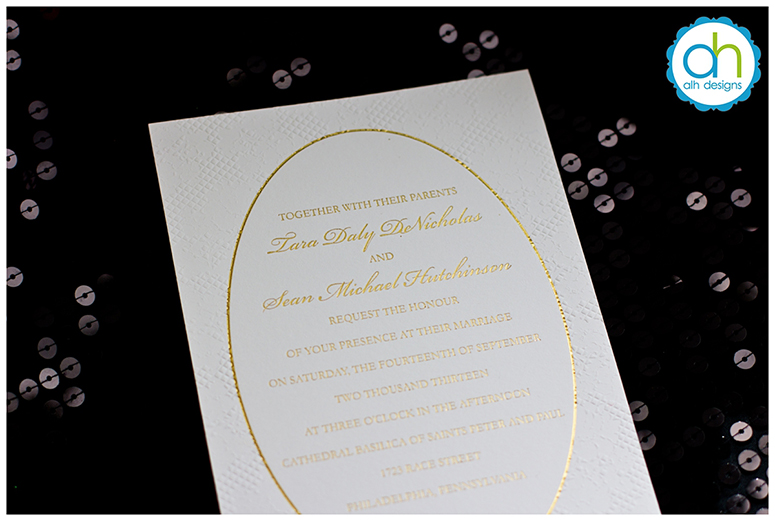 ah
alh designs
TOGETHER WITH THEIR PARENTS
Tara Daly DeNicholas
AND
Sean Michael Hutchinson
REQUEST THE HONOUR
OF YOUR PRESENCE AT THEIR MARRIAGE
ON SATURDAY, THE FOURTEENTH OF SEPTEMBER
TWO THOUSAND THIRTEEN
AT THREE O'CLOCK IN THE AFTERNOON
CATHEDRAL BASILICA OF SAINTS PETER AND PAUL
1723 RACE STREET
PHILADELPHIA, PENNSYLVANIA